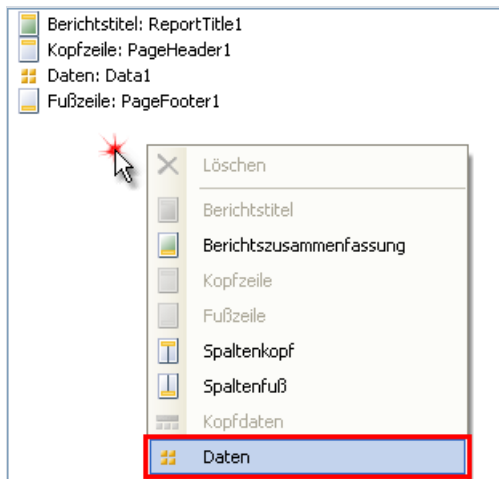 Berichtstitel: ReportTitle1
Kopfzeile: PageHeader1
Daten: Data1
Fußzeile: PageFooter1
Löschen
Berichtstitel
Berichtszusammenfassung
Kopfzeile
Fußzeile
Spaltenkopf
Spaltenfuß
Kopfdaten
Daten